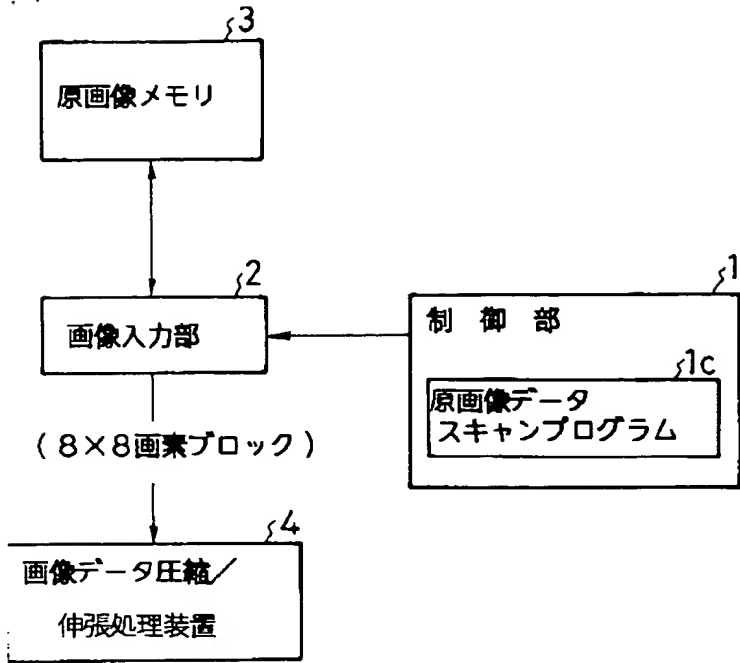 3
原画像メモリ
2
画像入力部
1
制 御 部
1c
原画像データ
スキャンプログラム
(8×8画素ブロック)
4
画像データ圧縮/
伸張処理装置